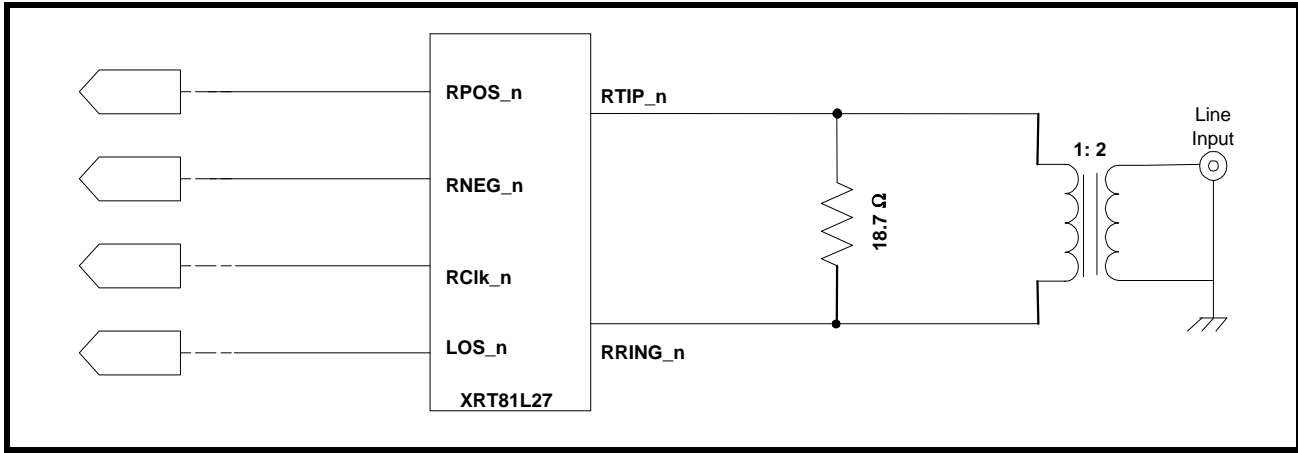 RPOS_n
RTIP_n
Line
Input
1: 2
RNEG_n
18.7 Ω
RClk_n
LOS_n
RRING_n
XRT81L27